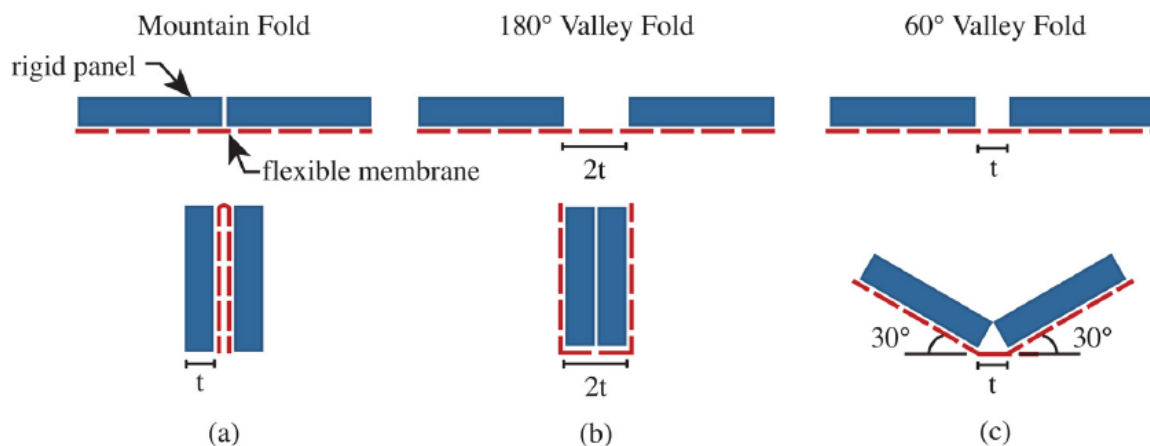 Mountain Fold
180° Valley Fold
60° Valley Fold
rigid panel
flexible membrane
2t
t
t
2t
30°
30°
t
(a)
(b)
(c)